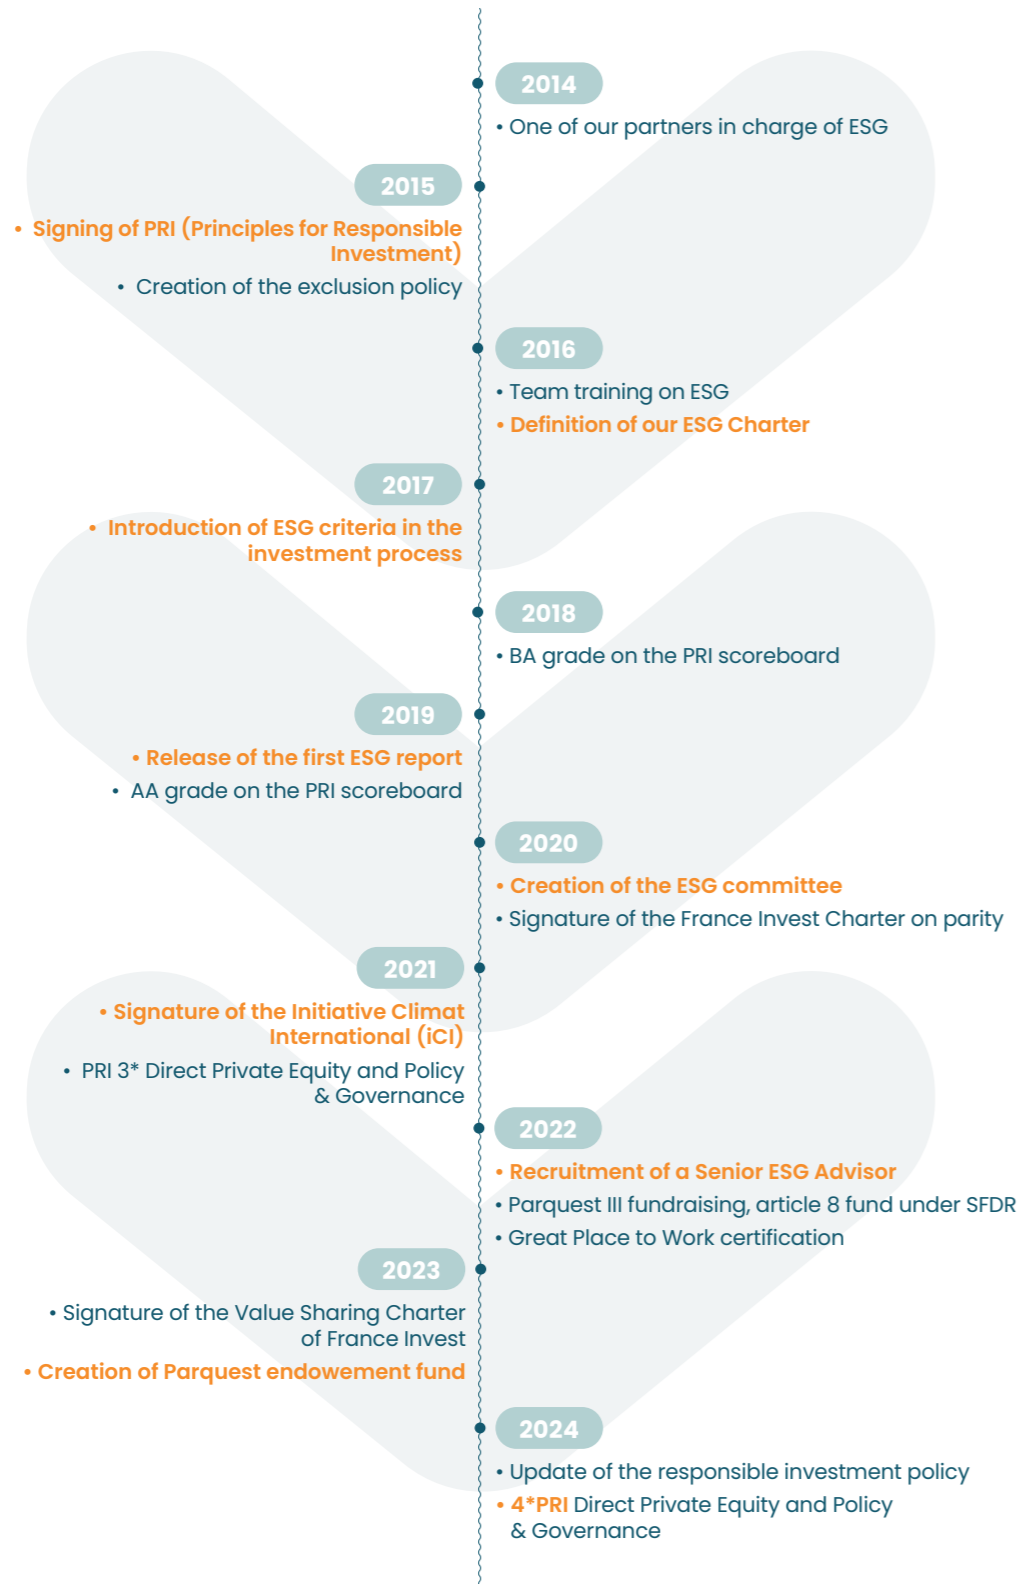 2014
• One of our partners in charge of ESG
2015
• Signing of PRI (Principles for Responsible
Investment)
• Creation of the exclusion policy
2016
• Team training on ESG
• Definition of our ESG Charter
2017
• Introduction of ESG criteria in the
investment process
2018
• BA grade on the PRI scoreboard
2019
• Release of the first ESG report
• AA grade on the PRI scoreboard
2020
• Creation of the ESG committee
• Signature of the France Invest Charter on parity
2021
• Signature of the Initiative Climat
International (iCI)
• PRI 3* Direct Private Equity and Policy
& Governance
2022
• Recruitment of a Senior ESG Advisor
• Parquest III fundraising, article 8 fund under SFDR
• Great Place to Work certification
2023
• Signature of the Value Sharing Charter
of France Invest
• Creation of Parquest endowement fund
2024
• Update of the responsible investment policy
• 4*PRI Direct Private Equity and Policy
& Governance